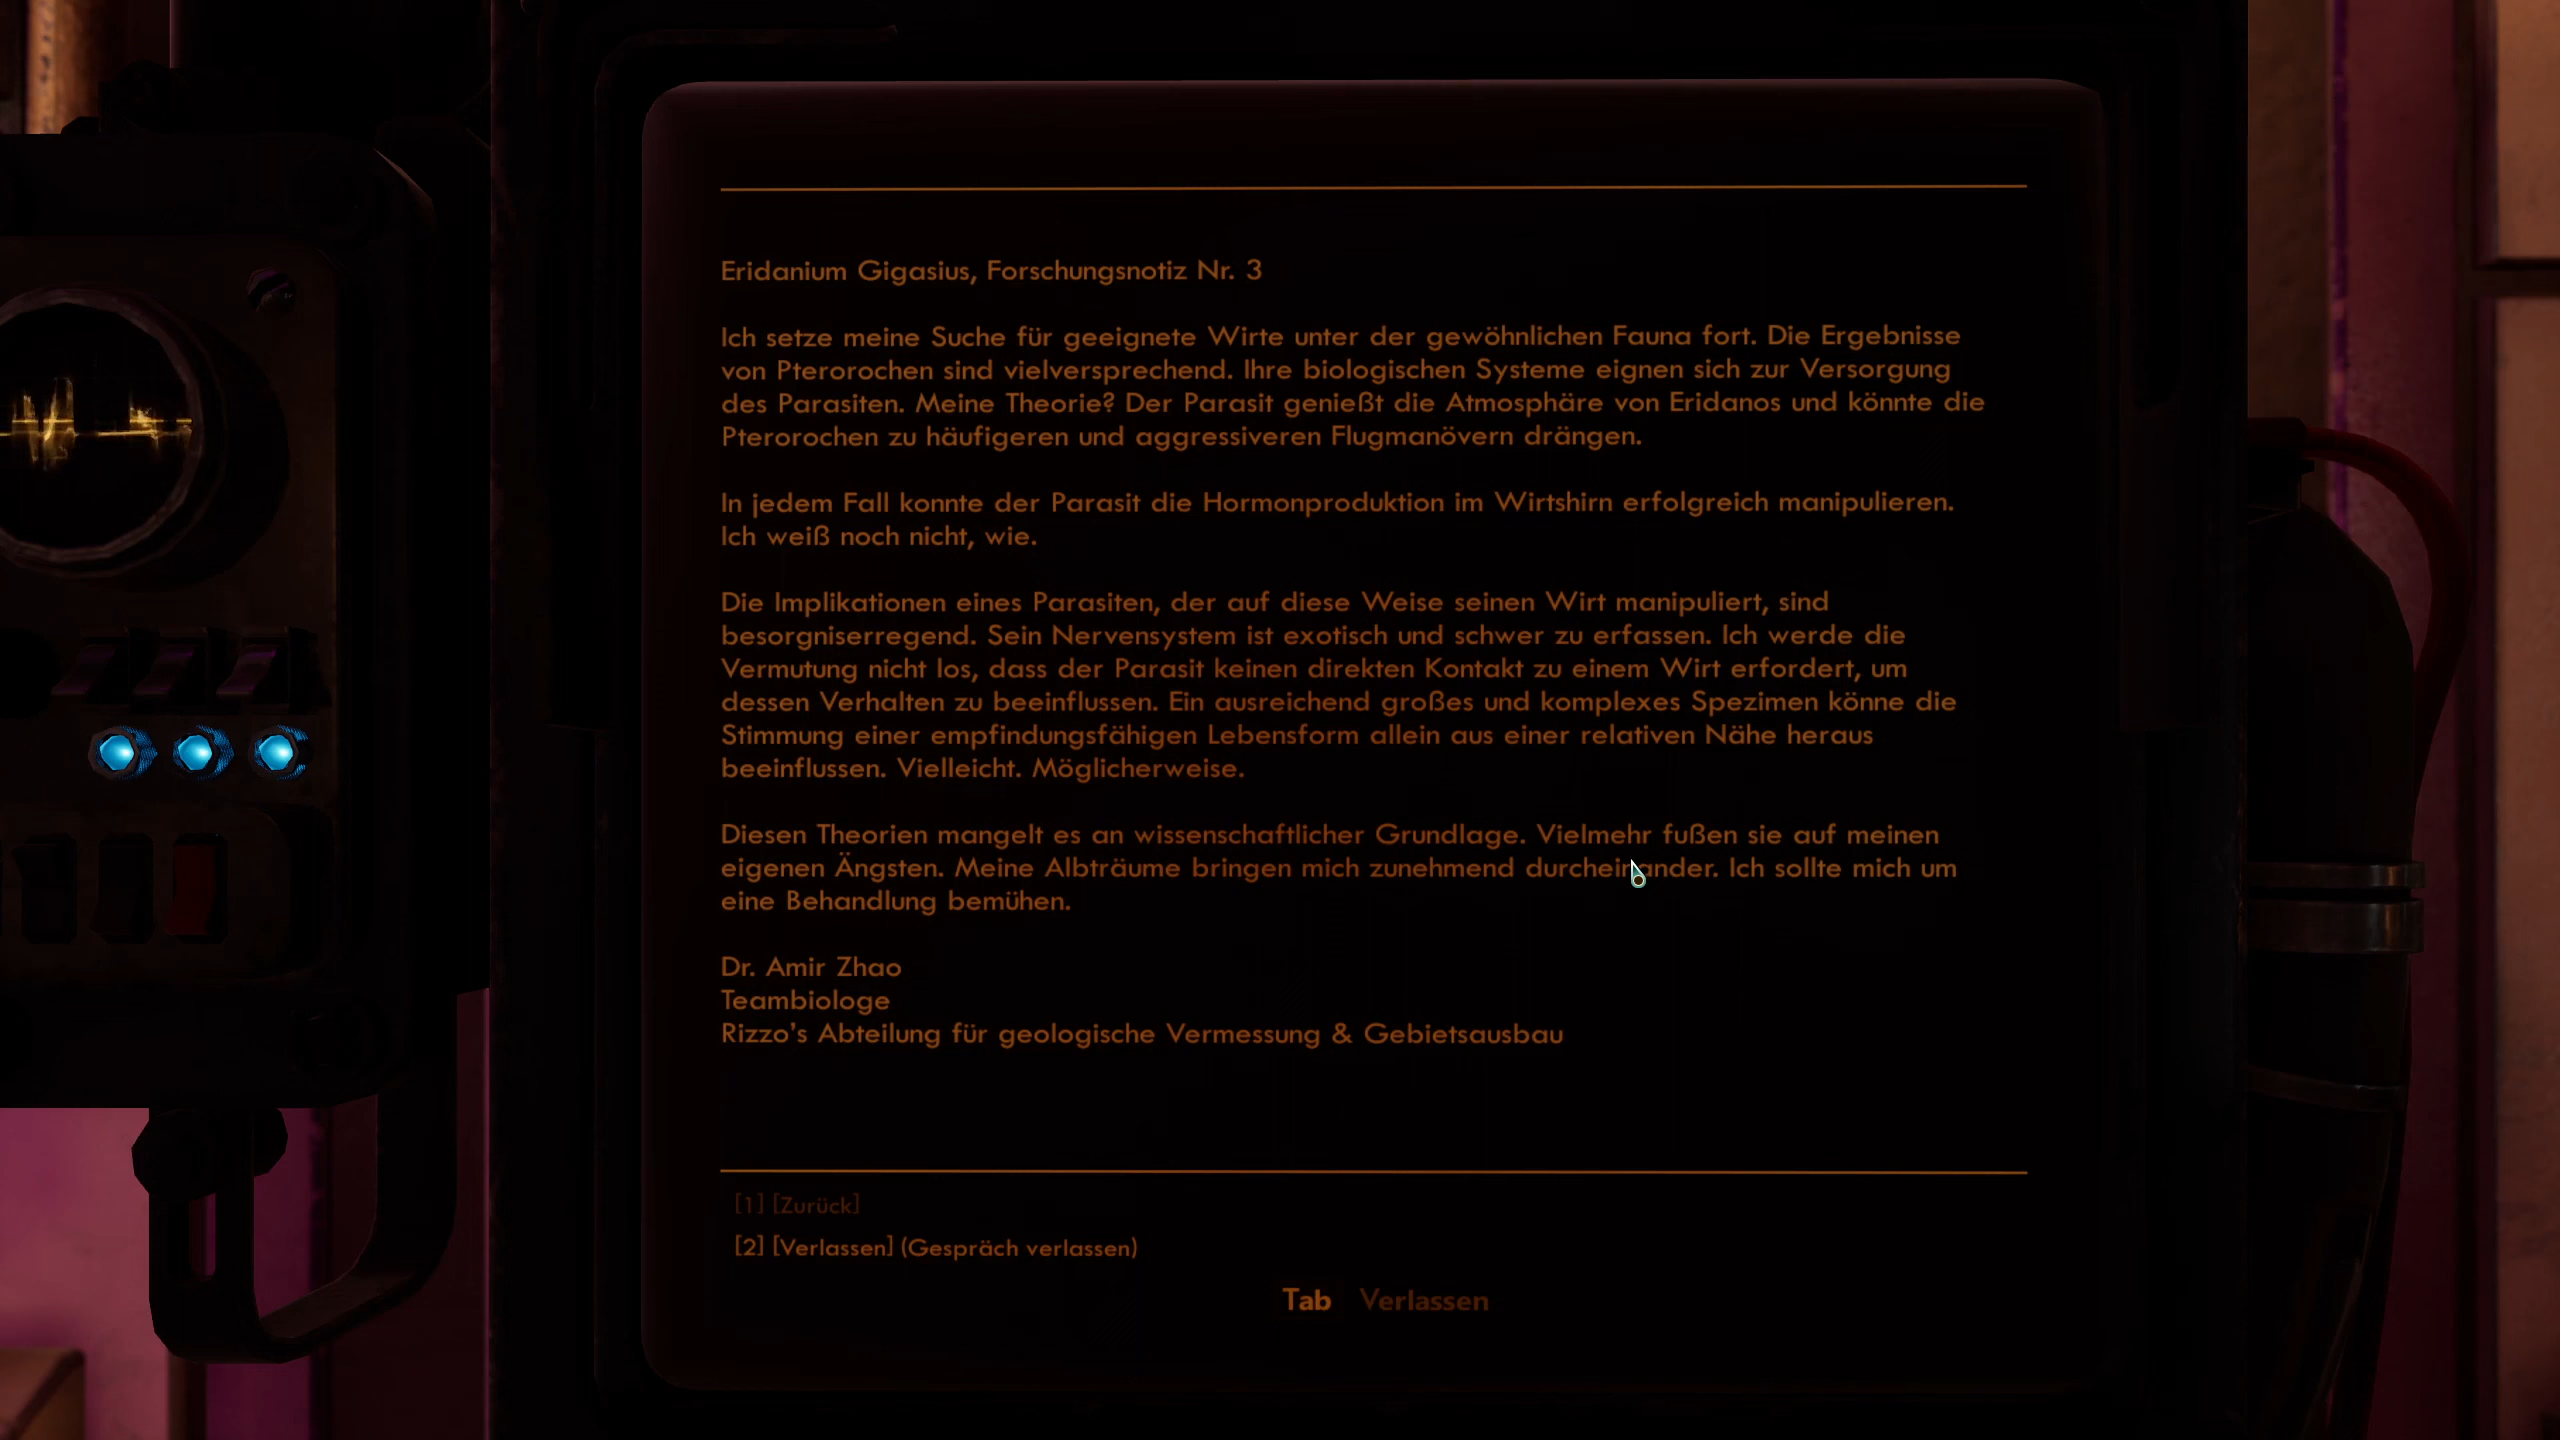 Eridanium Gigasius, Forschungsnotiz Nr. 3
Ich setze meine Suche für geeignete Wirte unter der gewöhnlichen Fauna fort. Die Ergebnisse
von Pterorochen sind vielversprechend. Ihre biologischen Systeme eignen sich zur Versorgung
des Parasiten. Meine Theorie? Der Parasit genießt die Atmosphäre von Eridanos und könnte die
Pterorochen zu häufigeren und aggressiveren Flugmanövern drängen.
In jedem Fall konnte der Parasit die Hormonproduktion im Wirtshirn erfolgreich manipulieren.
Ich weiß noch nicht, wie.
Die Implikationen eines Parasiten, der auf diese Weise seinen Wirt manipuliert, sind
besorgniserregend. Sein Nervensystem ist exotisch und schwer zu erfassen. Ich werde die
Vermutung nicht los, dass der Parasit keinen direkten Kontakt zu einem Wirt erfordert, um
dessen Verhalten zu beeinflussen. Ein ausreichend großes und komplexes Spezimen könne die
Stimmung einer empfindungsfähigen Lebensform allein aus einer relativen Nähe heraus
beeinflussen. Vielleicht. Möglicherweise.
Diesen Theorien mangelt es an wissenschaftlicher Grundlage. Vielmehr fußen sie auf meinen
eigenen Ängsten. Meine Albträume bringen mich zunehmend durcheinander. Ich sollte mich um
eine Behandlung bemühen.
Dr. Amir Zhao
Teambiologe
Rizzo's Abteilung für geologische Vermessung & Gebietsausbau
[1] [Zurück]
[2] [Verlassen] (Gespräch verlassen)
Tab Verlassen